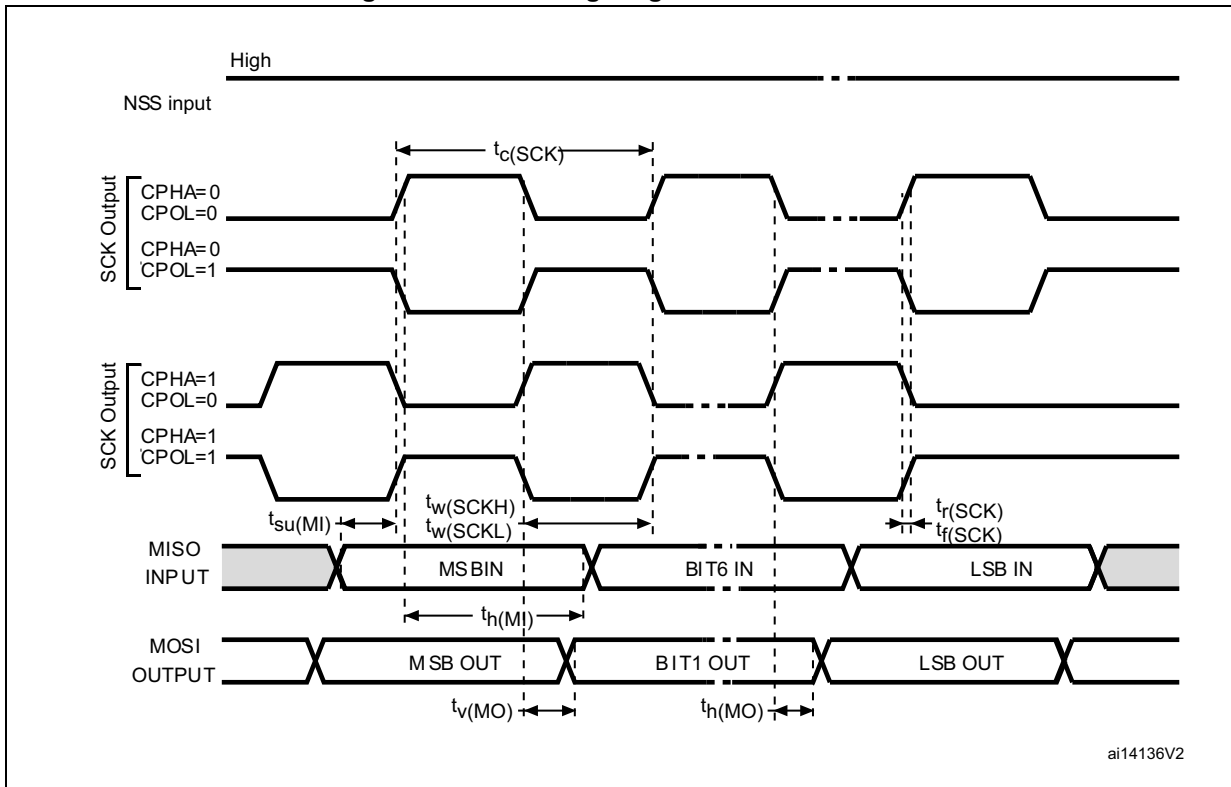 High
NSS input
tc(SCK)
SCK Output
CPHA=0
CPOL=0
CPHA=0
CPOL=1
SCK Output
CPHA=1
CPOL=0
CPHA=1
CPOL=1
tsu(MI)
tw(SCKH)
tw(SCKL)
tr(SCK)
tf(SCK)
MISO
INPUT
MSBIN
BIT6 IN
LSB IN
th(MI)
MOSI
OUTPUT
MSB OUT
BIT1 OUT
LSB OUT
tv(MO)
th(MO)
ai14136V2